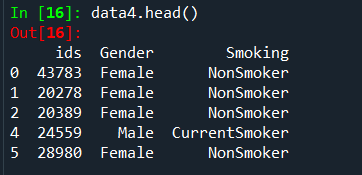 In [16]: data4.head()
Out[16]:
ids Gender Smoking
0 43783 Female NonSmoker
1 20278 Female NonSmoker
2 20389 Female NonSmoker
4 24559 Male CurrentSmoker
5 28980 Female NonSmoker